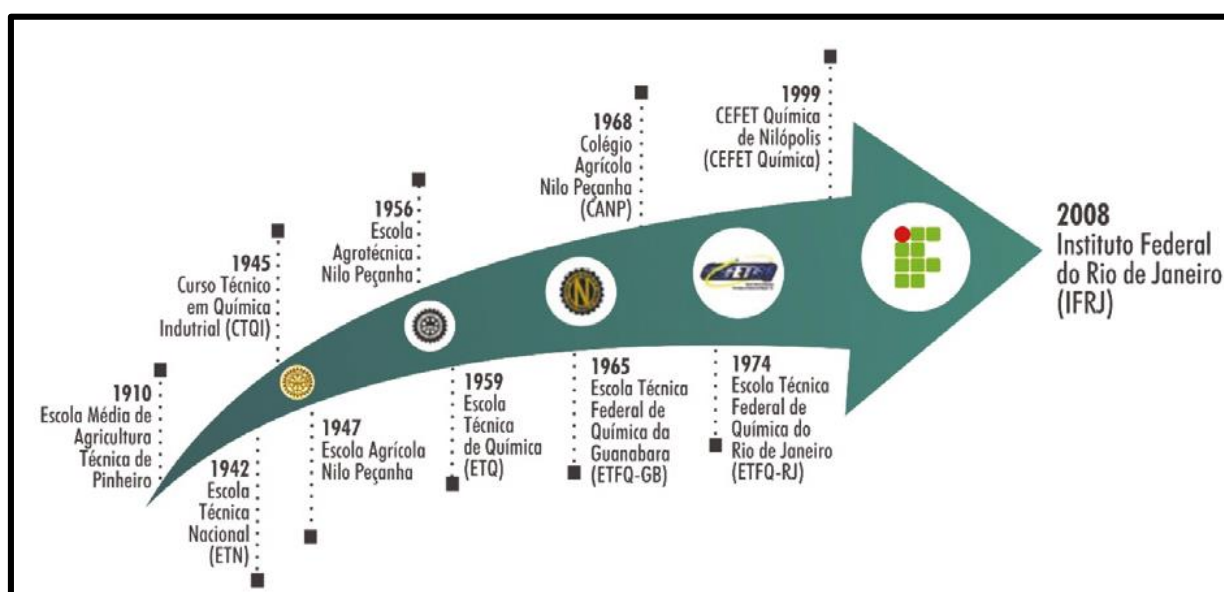 1910
Escola Média de
Agricultura
Técnica de
Pinheiro
1942
Escola
Técnica
Nacional
(ETN)
1945
Curso Técnico
em Química
Indutrial (CTQI)
1947
Escola Agrícola
Nilo Peçanha
1956
Escola
Agrotécnica
Nilo Peçanha
1959
Escola
Técnica
de Química
(ETQ)
1965
Escola Técnica
Federal de
Química da
Guanabara
(ETFQ-GB)
1968
Colégio
Agrícola
Nilo Peçanha
(CANP)
1974
Escola Técnica
Federal de
Química do
Rio de Janeiro
(ETFQ-RJ)
1999
CEFET Química
de Nilópolis
(CEFET Química)
2008
Instituto Federal
do Rio de Janeiro
(IFRJ)